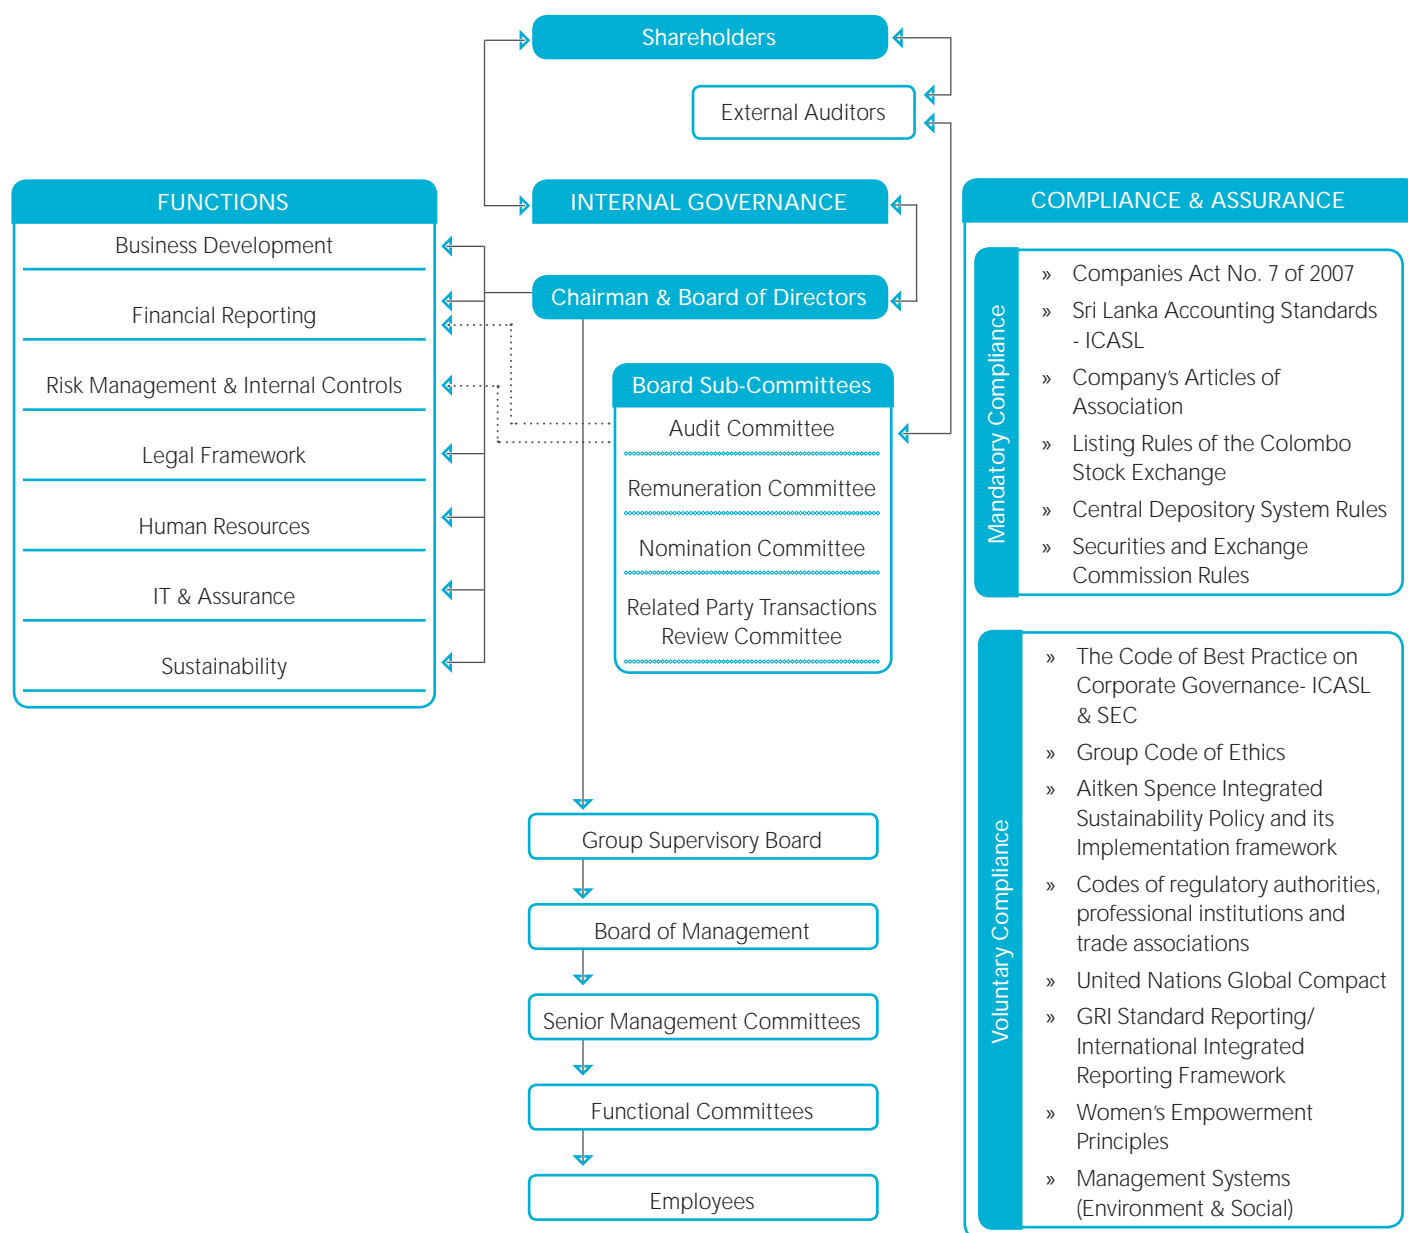 Shareholders
External Auditors
FUNCTIONS
Business Development
Financial Reporting
Risk Management & Internal Controls
Legal Framework
Human Resources
IT & Assurance
Sustainability
INTERNAL GOVERNANCE
Chairman & Board of Directors
Board Sub-Committees
Audit Committee
Remuneration Committee
Nomination Committee
Related Party Transactions
Review Committee
Group Supervisory Board
Board of Management
Senior Management Committees
Functional Committees
Employees
COMPLIANCE & ASSURANCE
Mandatory Compliance
» Companies Act No. 7 of 2007
» Sri Lanka Accounting Standards
- ICASL
» Company's Articles of
Association
» Listing Rules of the Colombo
Stock Exchange
» Central Depository System Rules
» Securities and Exchange
Commission Rules
Voluntary Compliance
» The Code of Best Practice on
Corporate Governance- ICASL
& SEC
» Group Code of Ethics
» Aitken Spence Integrated
Sustainability Policy and its
Implementation framework
» Codes of regulatory authorities,
professional institutions and
trade associations
» United Nations Global Compact
» GRI Standard Reporting/
International Integrated
Reporting Framework
» Women's Empowerment
Principles
» Management Systems
(Environment & Social)